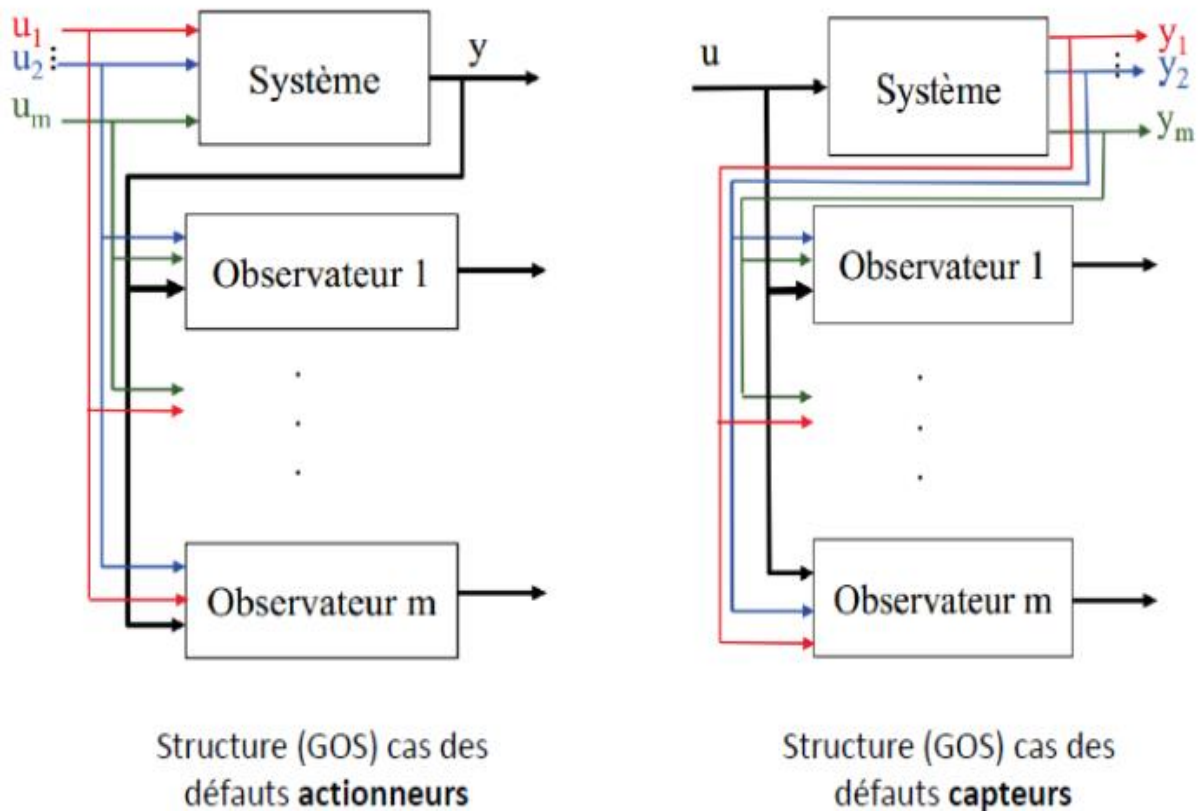 u1
u2
um
Système
y
Observateur 1
Observateur m
Structure (GOS) cas des
défauts actionneurs
u
Système
y1
y2
ym
Observateur 1
Observateur m
Structure (GOS) cas des
défauts capteurs